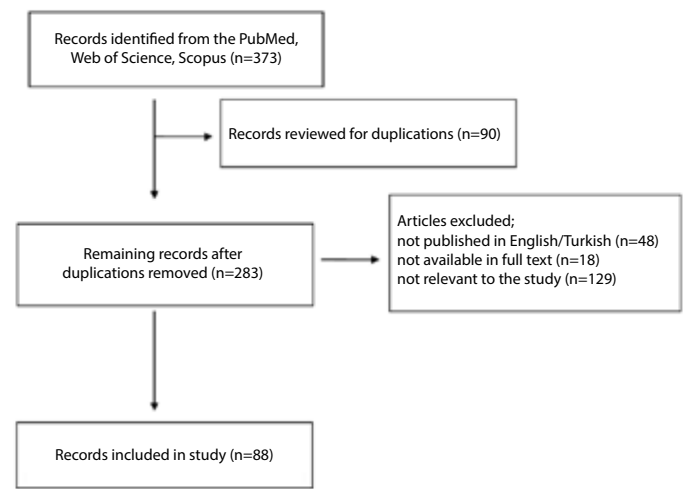 Records identified from the PubMed,
Web of Science, Scopus (n=373)
Records reviewed for duplications (n=90)
Remaining records after
duplications removed (n=283)
Articles excluded;
not published in English/Turkish (n=48)
not available in full text (n=18)
not relevant to the study (n=129)
Records included in study (n=88)